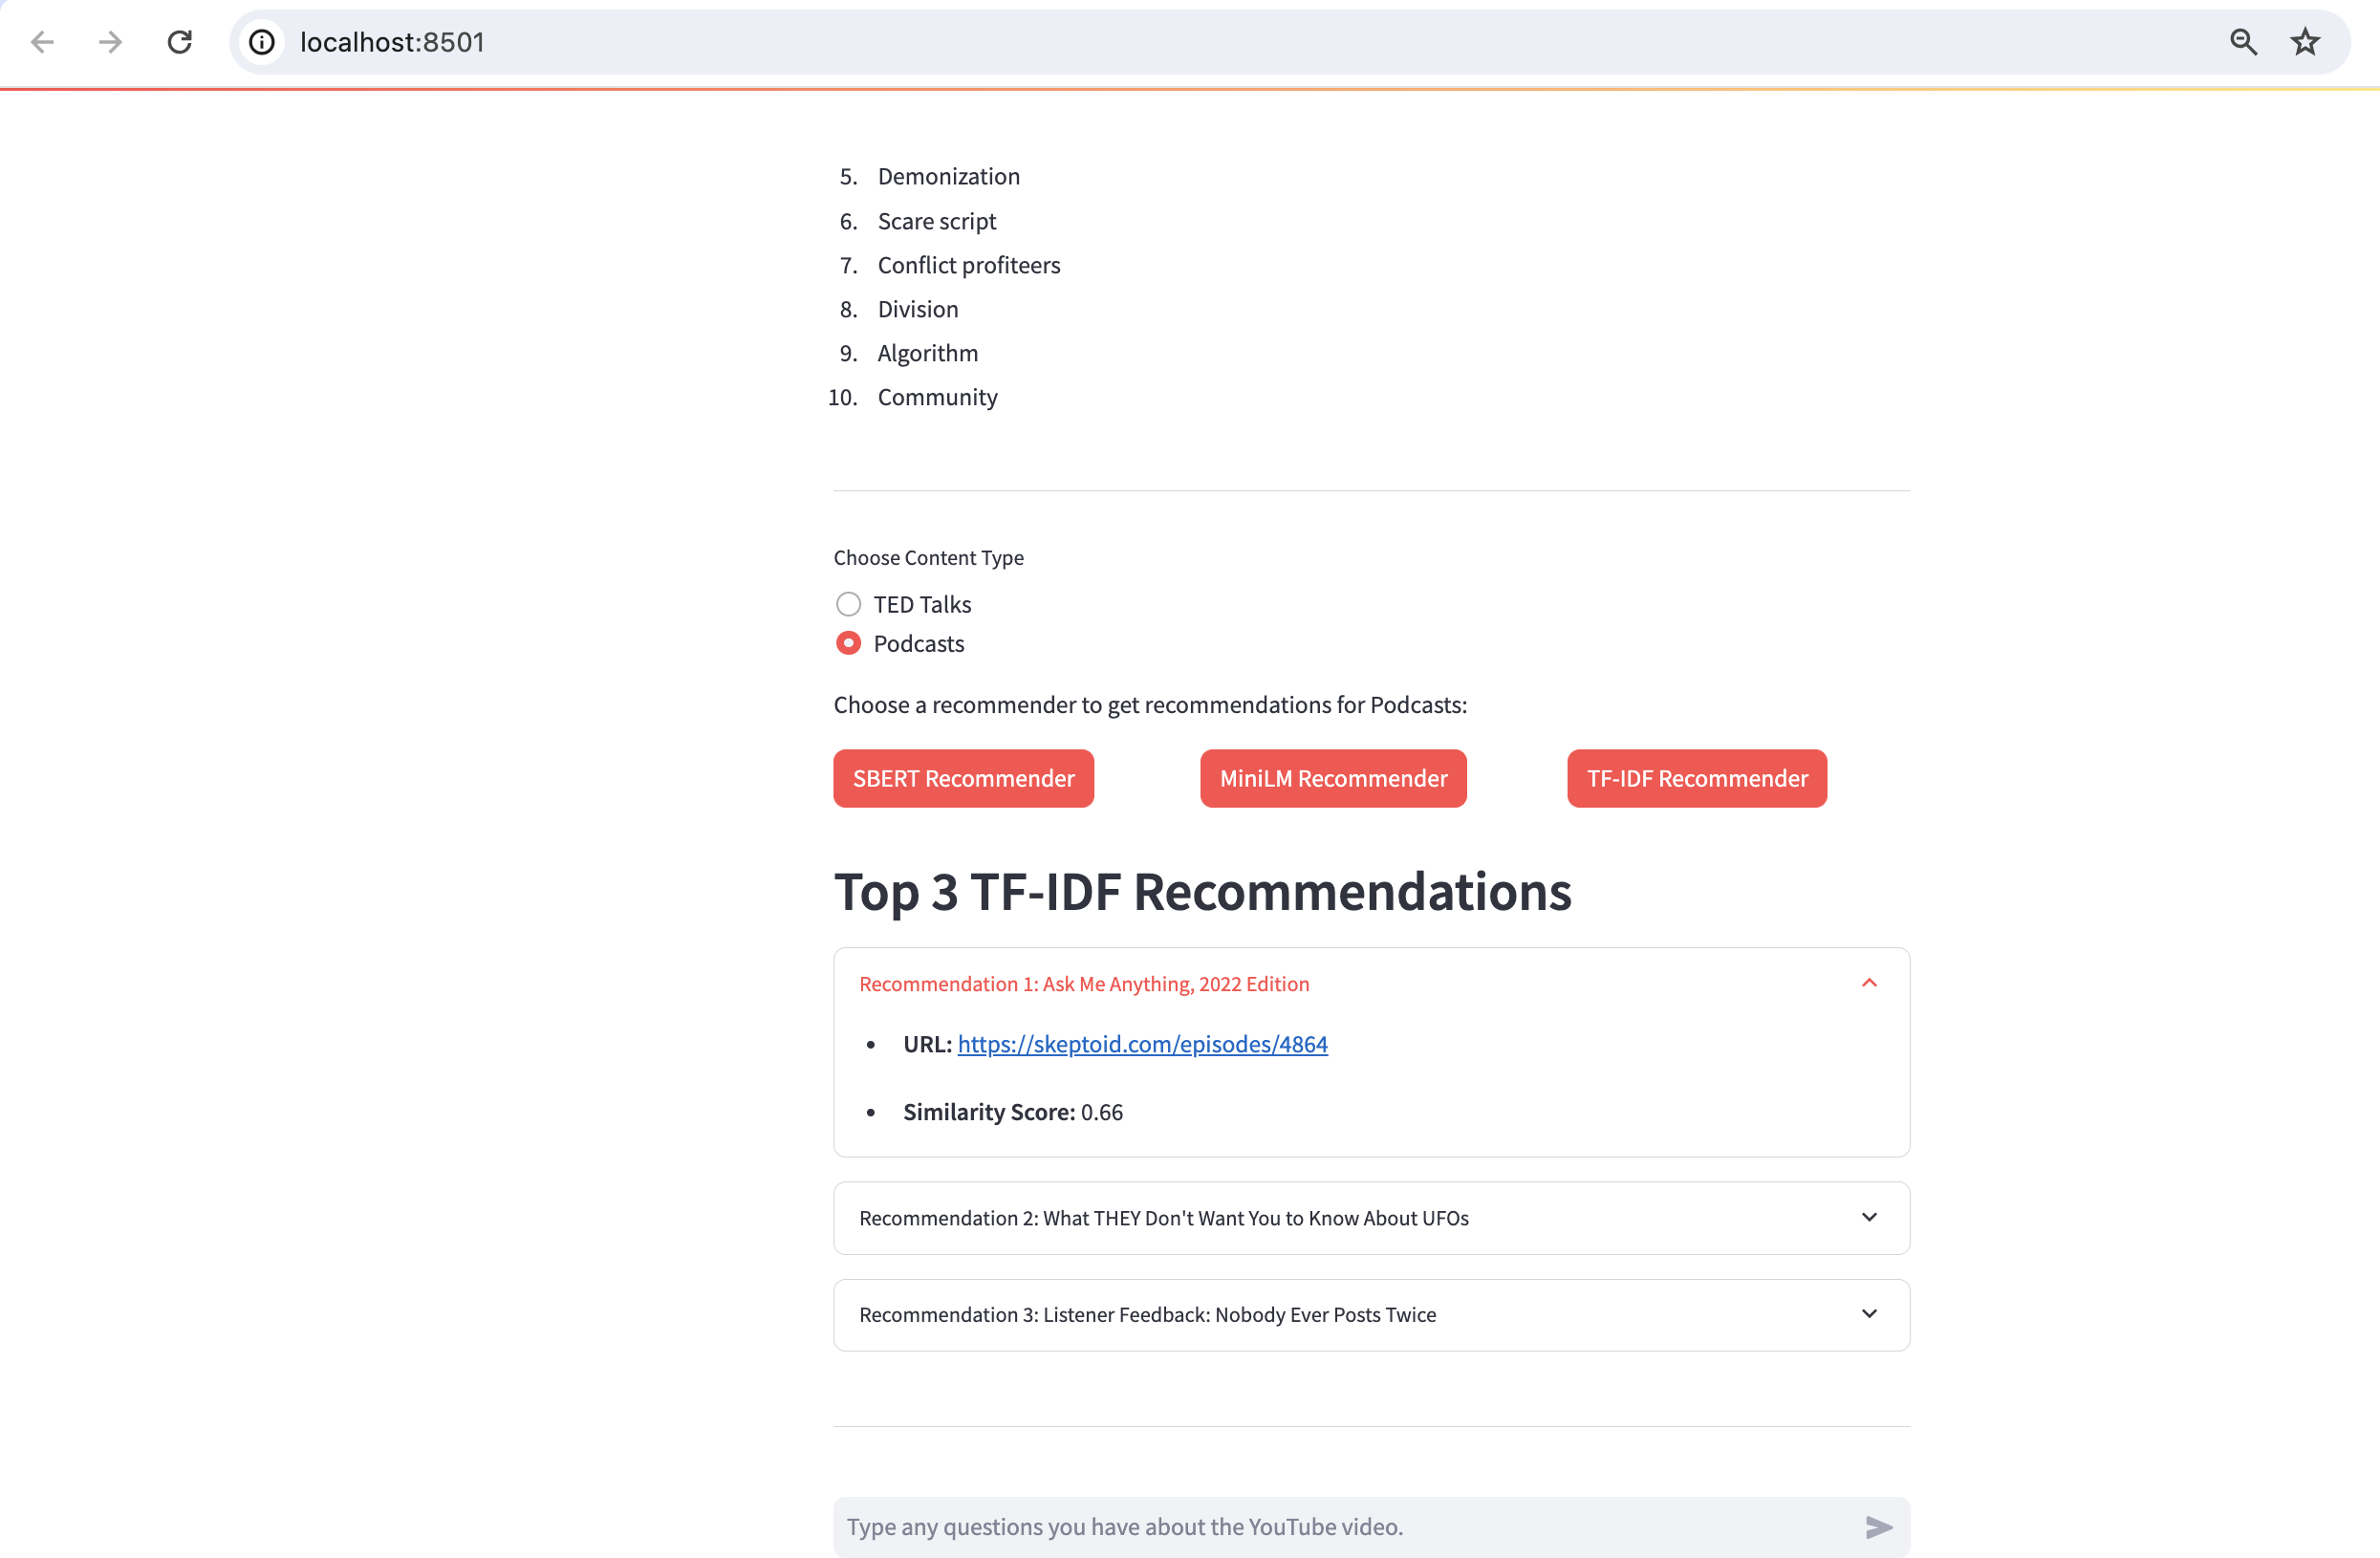 localhost:8501
5. Demonization
6. Scare script
7. Conflict profiteers
8. Division
9. Algorithm
10. Community
Choose Content Type
TED Talks
Podcasts
Choose a recommender to get recommendations for Podcasts:
SBERT Recommender MiniLM Recommender TF-IDF Recommender
Top 3 TF-IDF Recommendations
Recommendation 1: Ask Me Anything, 2022 Edition
• URL: https://skeptoid.com/episodes/4864
• Similarity Score: 0.66
Recommendation 2: What THEY Don't Want You to Know About UFOs
Recommendation 3: Listener Feedback: Nobody Ever Posts Twice
Type any questions you have about the YouTube video.